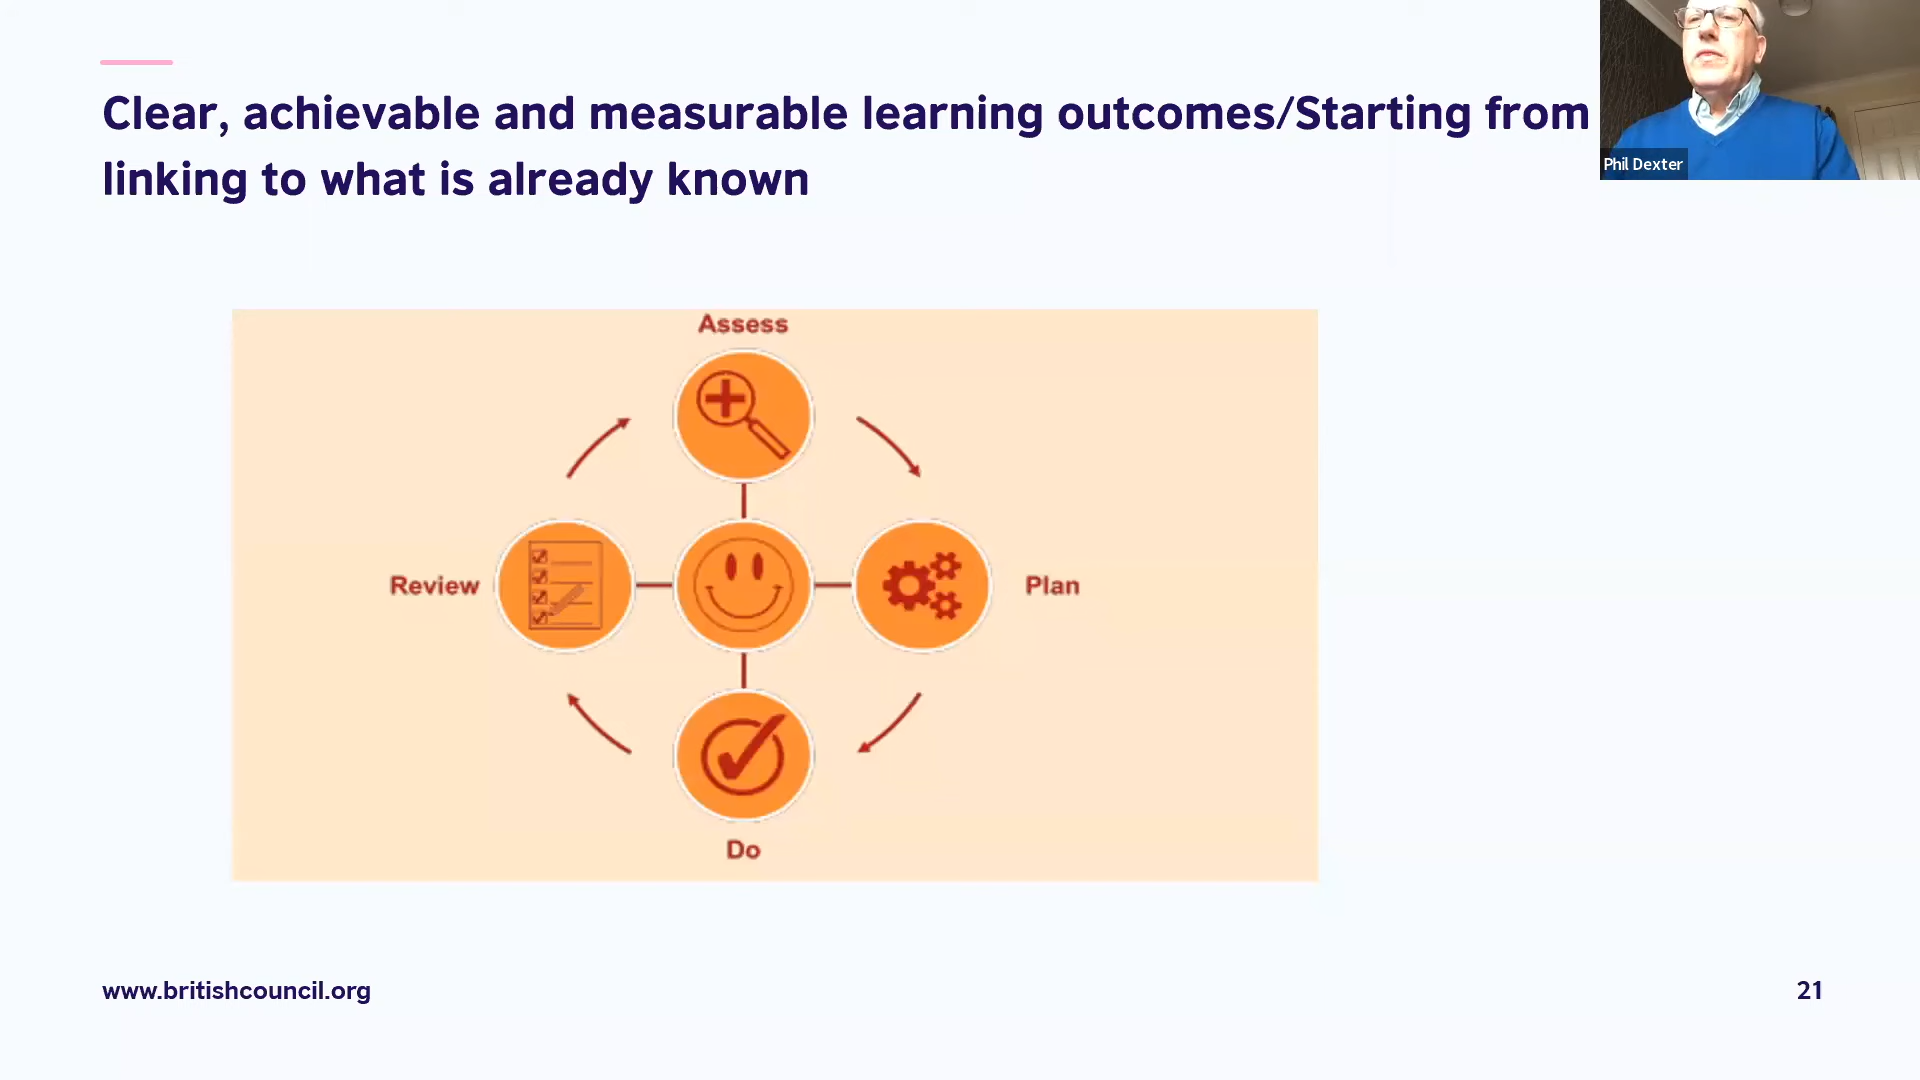 Clear, achievable and measurable learning outcomes/Starting from
linking to what is already known
Phil Dexter
Assess
Review
Plan
Do
www.britishcouncil.org
21